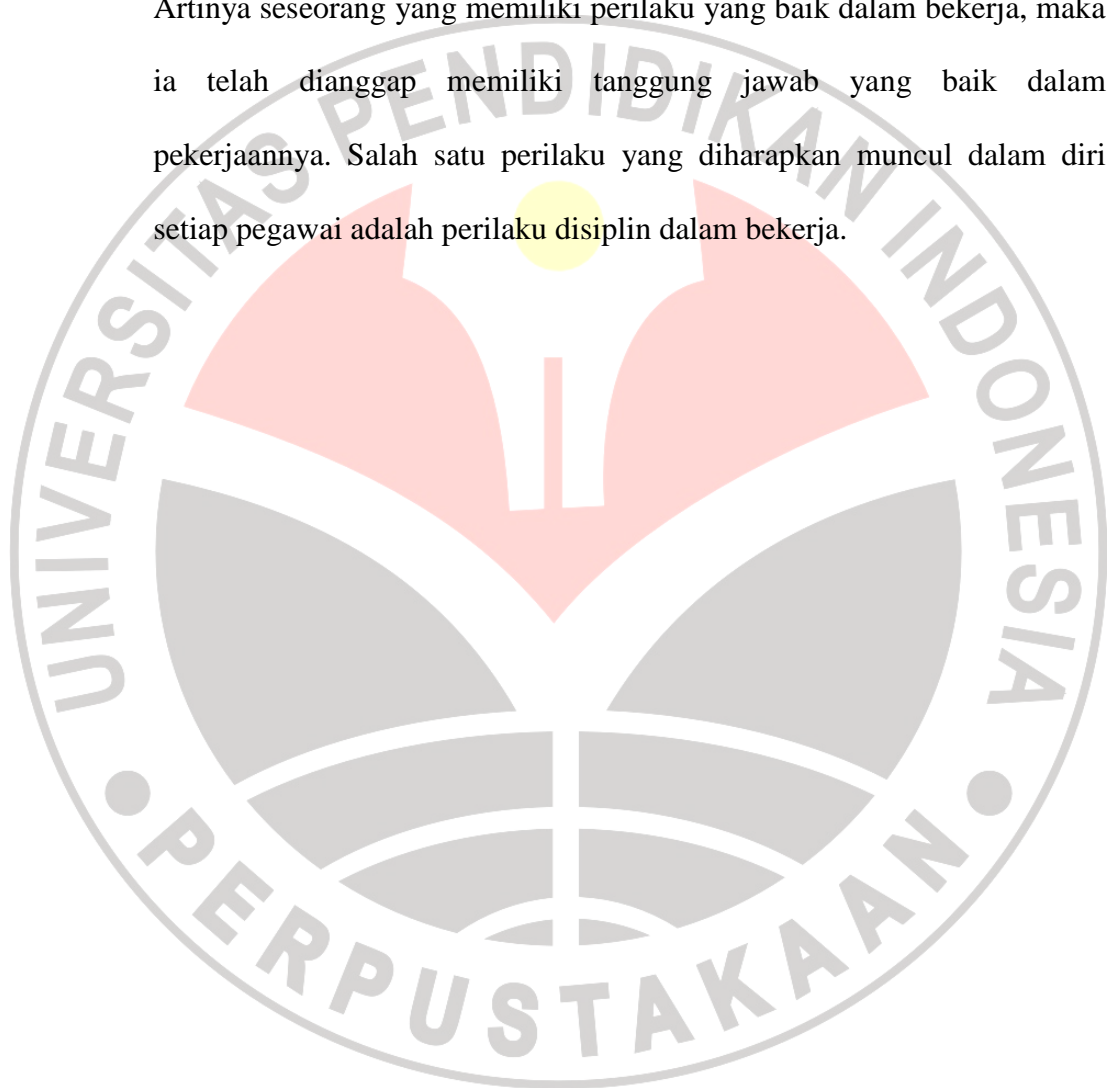 Artinya seseorang yang memiliki perilaku yang baik dalam bekerja, maka
ia telah dianggap memiliki tanggung jawab yang baik dalam
pekerjaannya. Salah satu perilaku yang diharapkan muncul dalam diri
setiap pegawai adalah perilaku disiplin dalam bekerja.
UNIVERSITAS PENDIDIKAN INDONESIA
PERPUSTAKAAN